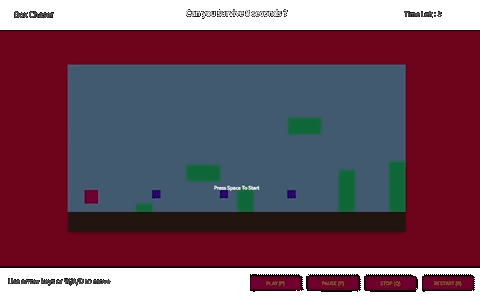 Box Chaser
Can you survive 8 seconds ?
Time Left : 8
Press Space To Start
Use arrow keys or
to move
PLAY (P)
PAUSE (P)
STOP (Q)
RESTART (R)